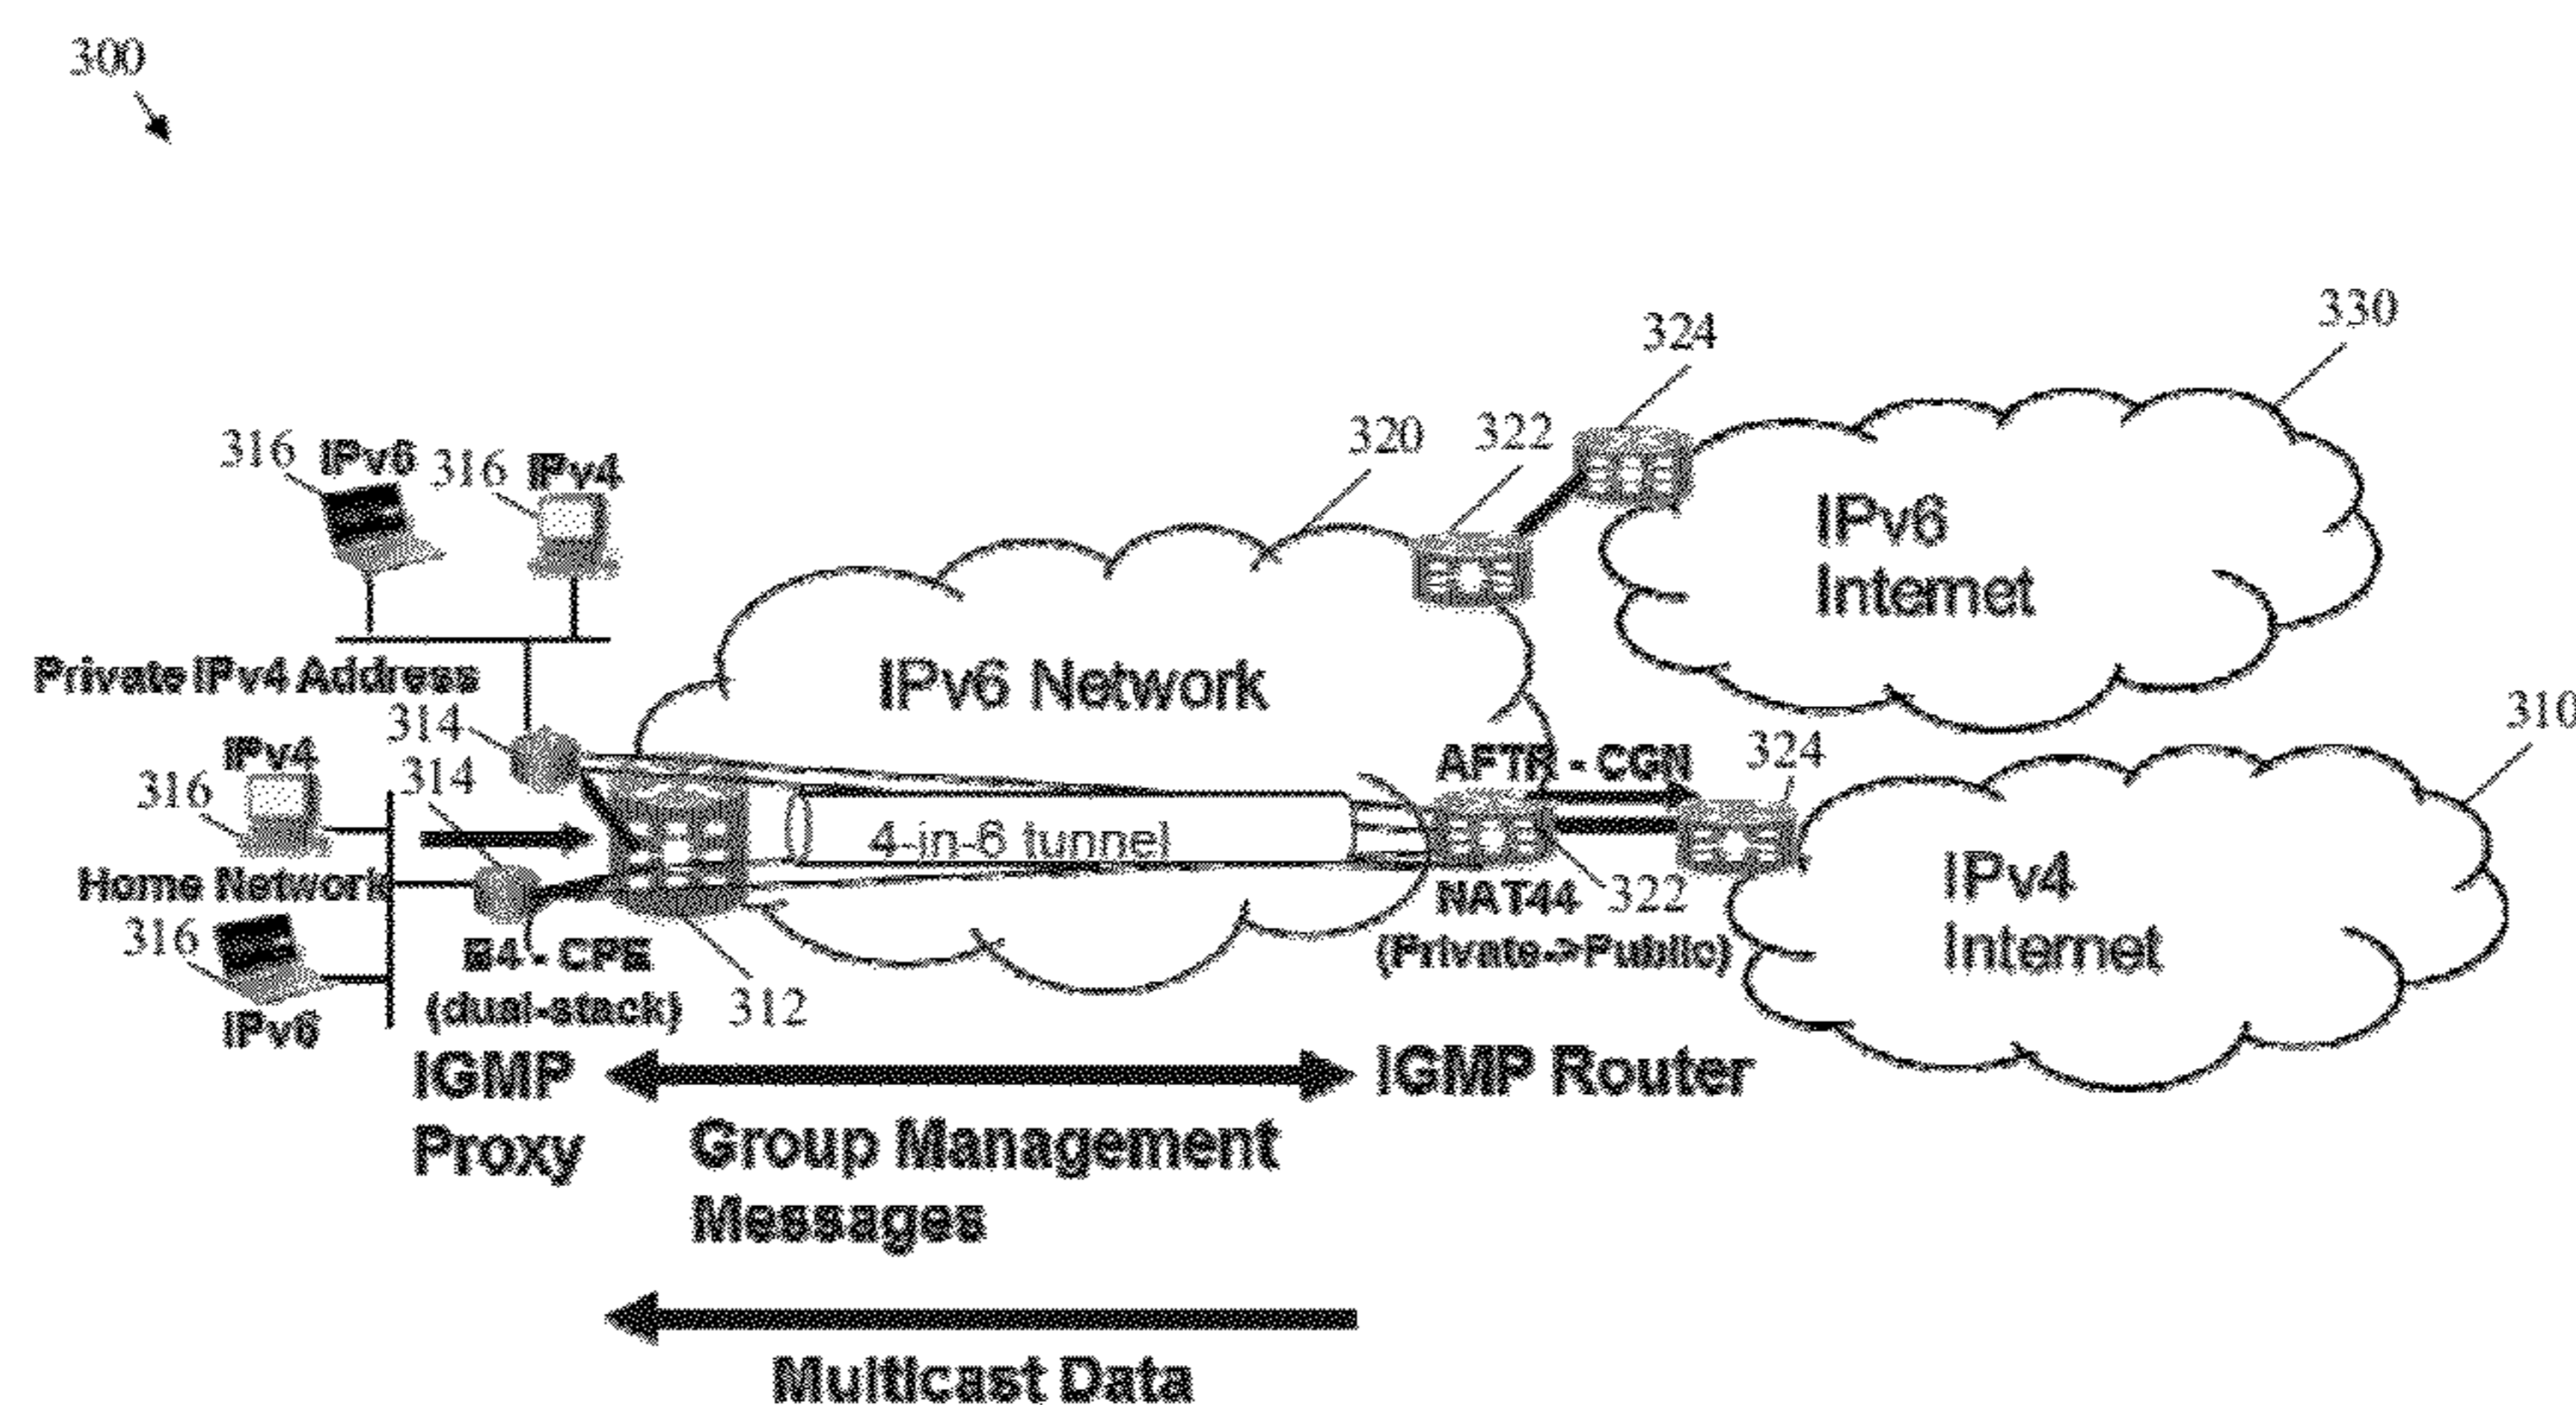 300
330
324
320
322
316
IPv6
316
IPv4
IPv6
Internet
Private IPv4 Address
IPv6 Network
310
314
IPv4
314
316
AFTR - CGN
324
4-in-6 tunnel
IPv4
Internet
Home Network
NAT44
322
316
B4 - CPE
(Private->Public)
(dual-stack)
312
IPv6
IGMP
Proxy
IGMP Router
Group Management
Messages
Multicast Data